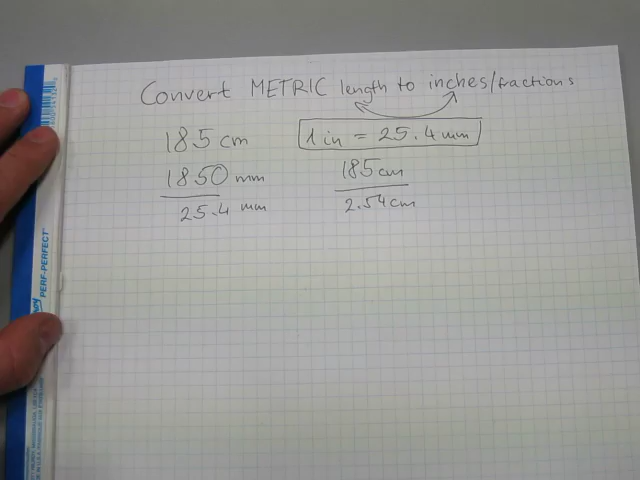 Convert METRIC length to inches/fractions
185 cm
1 in = 25.4 mm
1850 mm
25.4 mm
185 cm
2.54 cm
PERF-PERFECT